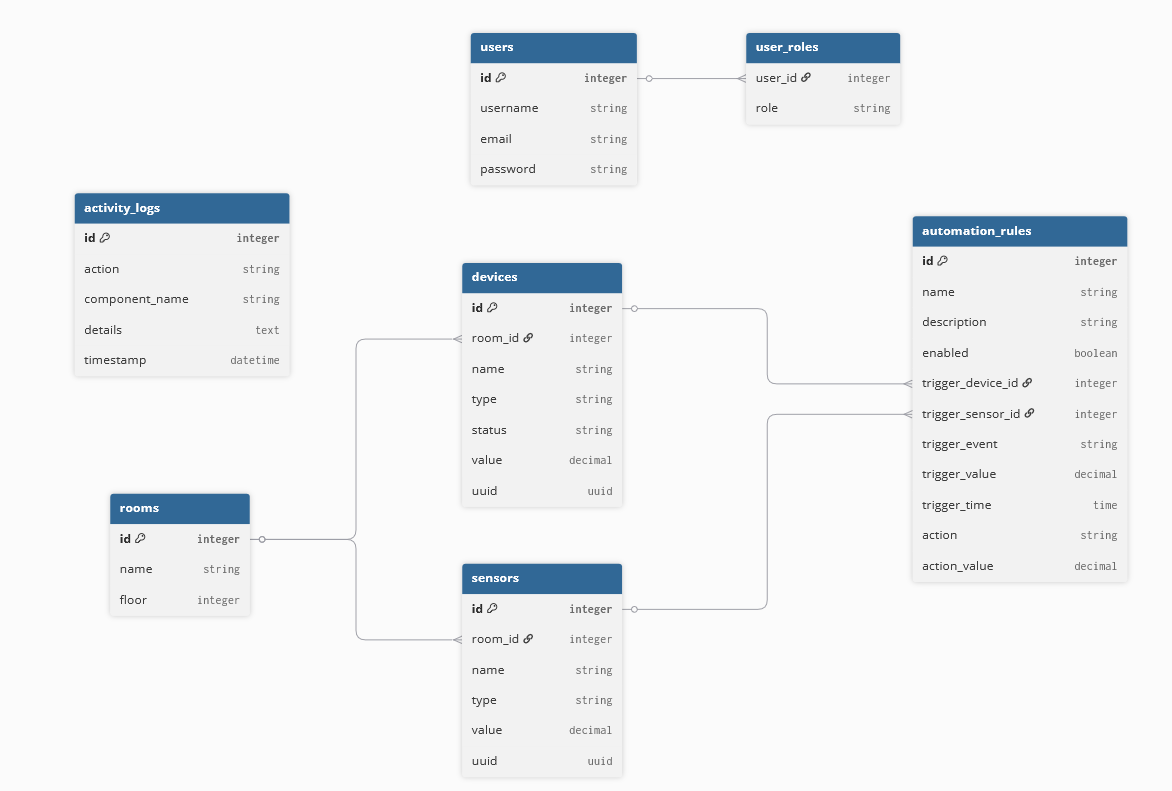 users
id integer
username string
email string
password string
user_roles
user_id integer
role string
activity_logs
id integer
action string
component_name string
details text
timestamp datetime
automation_rules
id integer
name string
description string
enabled boolean
trigger_device_id integer
trigger_sensor_id integer
trigger_event string
trigger_value decimal
trigger_time time
action string
action_value decimal
devices
id integer
room_id integer
name string
type string
status string
value decimal
uuid uuid
rooms
id integer
name string
floor integer
sensors
id integer
room_id integer
name string
type string
value decimal
uuid uuid